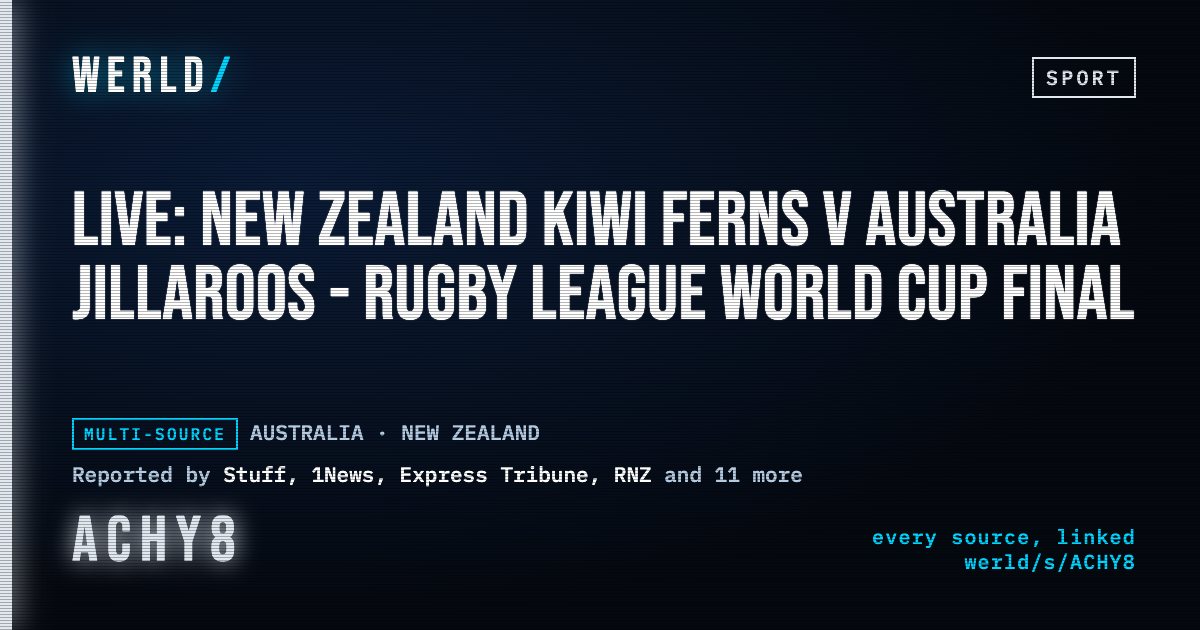 WERLD/
SPORT
LIVE: NEW ZEALAND KIWI FERNS V AUSTRALIA
JILLAROOS - RUGBY LEAGUE WORLD CUP FINAL
MULTI-SOURCE AUSTRALIA · NEW ZEALAND
Reported by Stuff, 1News, Express Tribune, RNZ and 11 more
ACHY8
every source, linked
werld/s/ACHY8